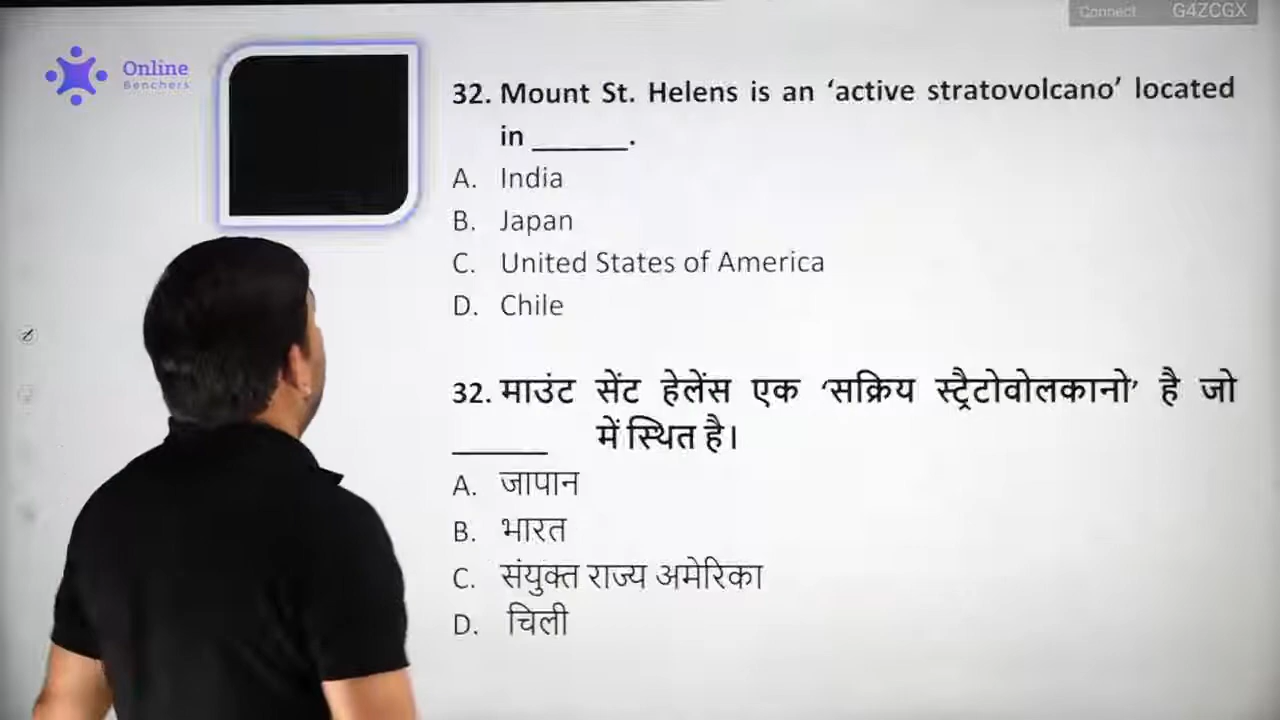 Connect G4ZCGX
Online
Benchers
32. Mount St. Helens is an ‘active stratovolcano’ located
in ______.
A. India
B. Japan
C. United States of America
D. Chile
32. माउंट सेंट हेलेंस एक ‘सक्रिय स्ट्रैटोवोलकानो’ है जो
______ में स्थित है।
A. जापान
B. भारत
C. संयुक्त राज्य अमेरिका
D. चिली